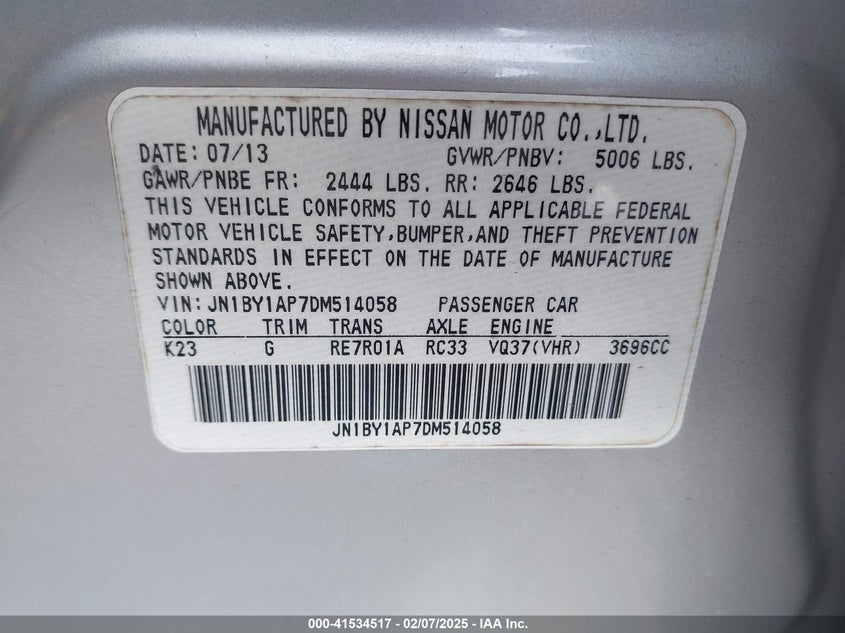 MANUFACTURED BY NISSAN MOTOR CO.,LTD.
DATE: 07/13 GVWR/PNBV: 5006 LBS.
GAWR/PNBE FR: 2444 LBS. RR: 2646 LBS.
THIS VEHICLE CONFORMS TO ALL APPLICABLE FEDERAL
MOTOR VEHICLE SAFETY,BUMPER,AND THEFT PREVENTION
STANDARDS IN EFFECT ON THE DATE OF MANUFACTURE
SHOWN ABOVE.
VIN:JN1BY1AP7DM514058 PASSENGER CAR
COLOR TRIM TRANS AXLE ENGINE
K23 G RE7R01A RC33 VQ37(VHR) 3696CC
JN1BY1AP7DM514058
000-41534517 — 02/07/2025 — IAA Inc.